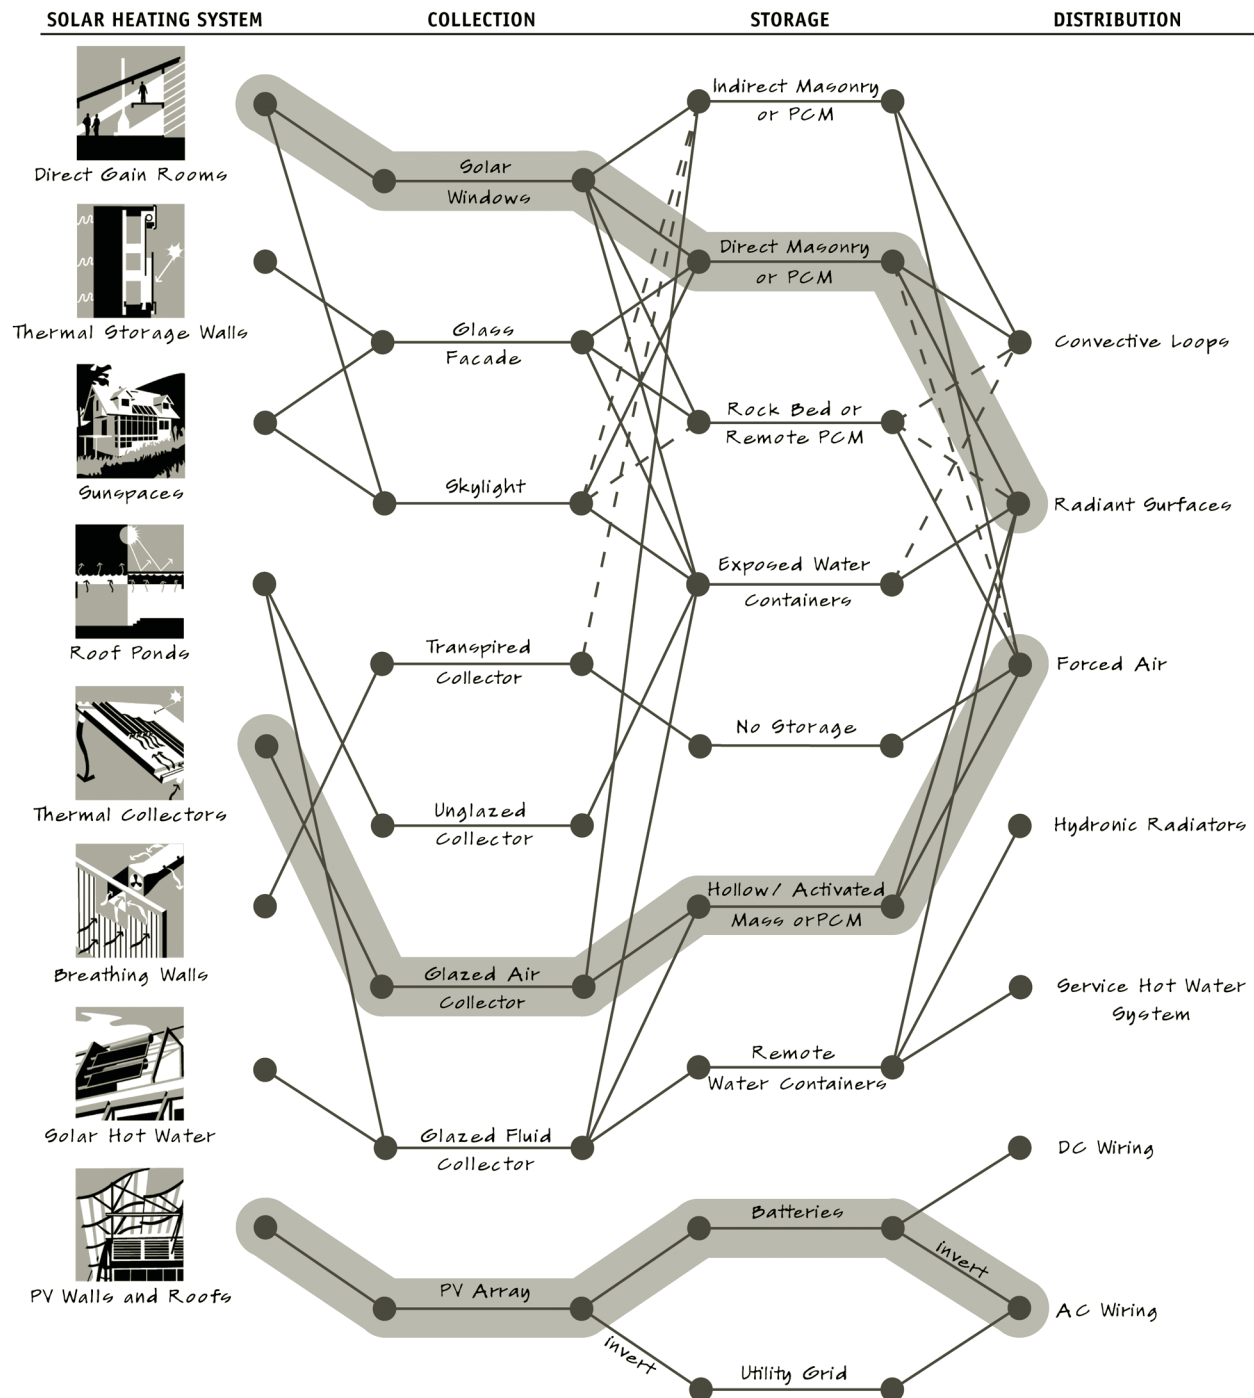 SOLAR HEATING SYSTEM
COLLECTION
STORAGE
DISTRIBUTION
Direct Gain Rooms
Thermal Storage Walls
Sunspaces
Roof Ponds
Thermal Collectors
Breathing Walls
Solar Hot Water
PV Walls and Roofs
Solar
Windows
Glass
Facade
Skylight
Transpired
Collector
Unglazed
Collector
Glazed Air
Collector
Glazed Fluid
Collector
PV Array
invert
Indirect Masonry
or PCM
Direct Masonry
or PCM
Rock Bed or
Remote PCM
Exposed Water
Containers
No Storage
Hollow/ Activated
Mass orPCM
Remote
Water Containers
Batteries
invert
Utility Grid
Convective Loops
Radiant Surfaces
Forced Air
Hydronic Radiators
Service Hot Water
System
DC Wiring
AC Wiring